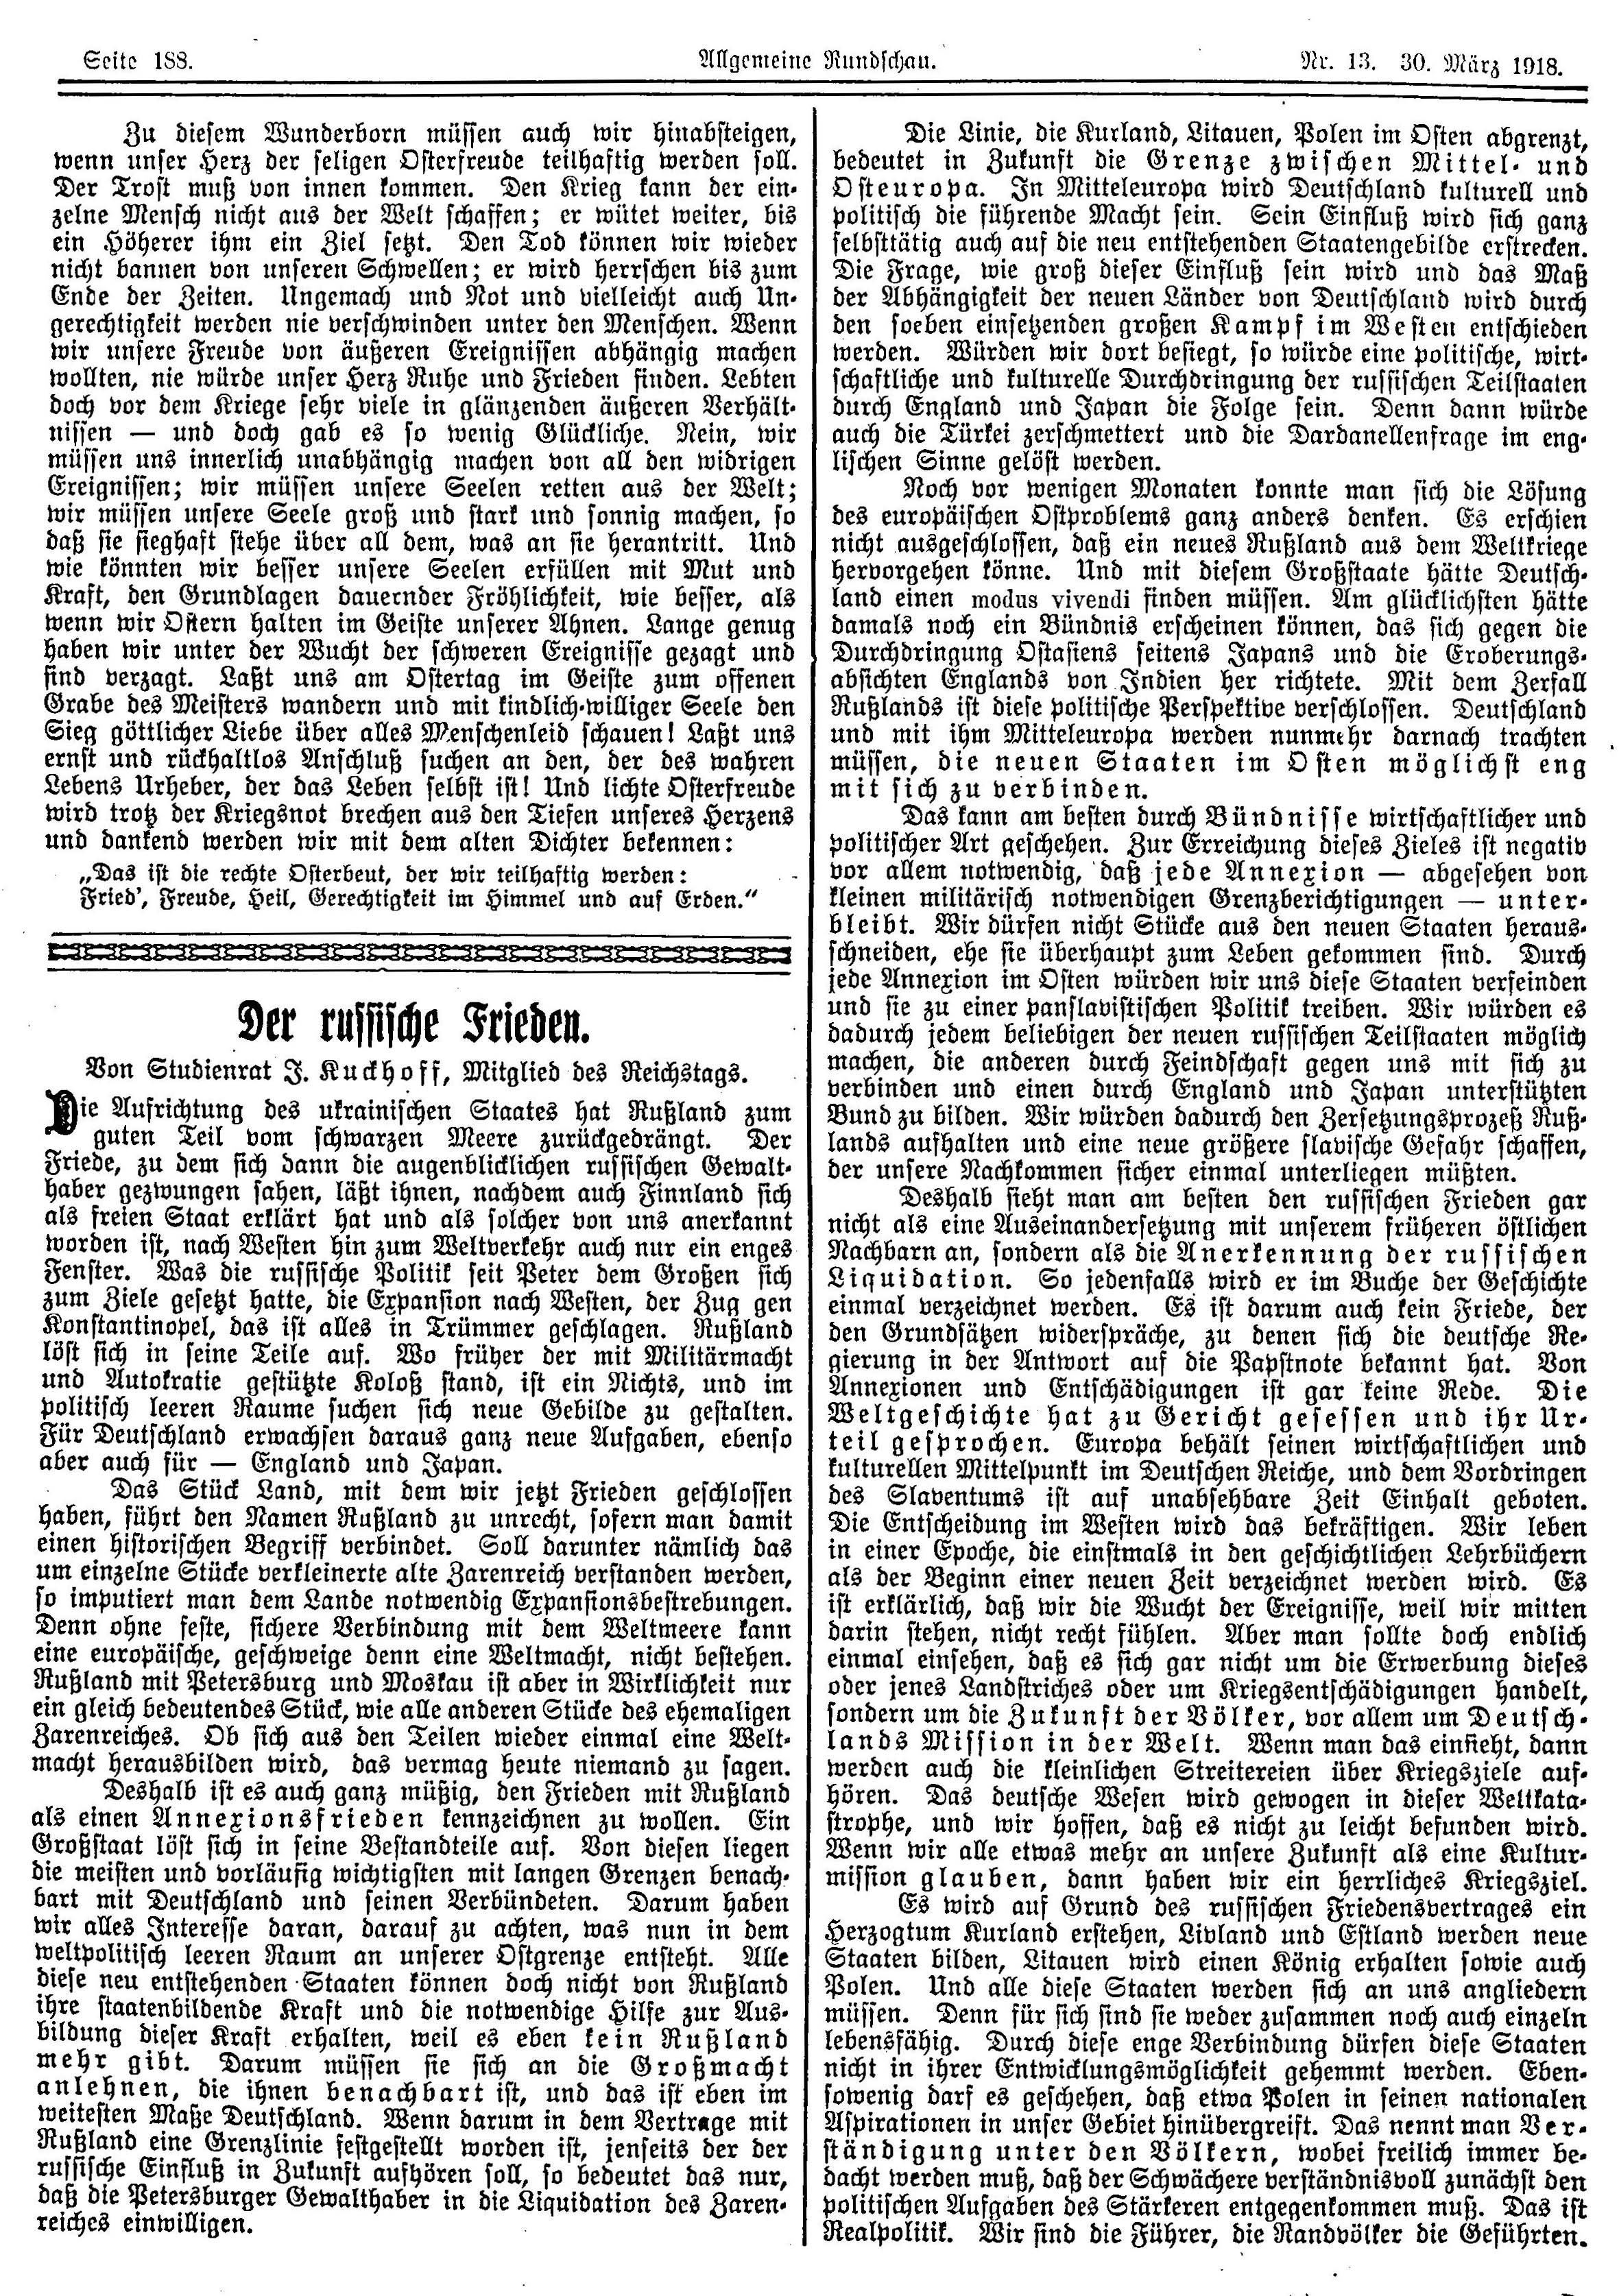 Seite 188.
Allgemeine Rundschau.
Nr. 13. 30. März 1918.
Zu diesem Wunderborn müssen auch wir hinabsteigen,
wenn unser Herz der seligen Osterfreude teilhaftig werden soll.
Der Trost muß von innen kommen. Den Krieg kann der ein-
zelne Mensch nicht aus der Welt schaffen; er wütet weiter, bis
ein Höherer ihm ein Ziel setzt. Den Tod können wir wieder
nicht bannen von unseren Schwellen; er wird herrschen bis zum
Ende der Zeiten. Ungemach und Not und vielleicht auch Un-
gerechtigkeit werden nie verschwinden unter den Menschen. Wenn
wir unsere Freude von äußeren Ereignissen abhängig machen
wollten, nie würde unser Herz Ruhe und Frieden finden. Lebten
doch vor dem Kriege sehr viele in glänzenden äußeren Verhält-
nissen — und doch gab es so wenig Glückliche. Nein, wir
müssen uns innerlich unabhängig machen von all den widrigen
Ereignissen; wir müssen unsere Seelen retten aus der Welt;
wir müssen unsere Seele groß und stark und sonnig machen, so
daß sie sieghaft stehe über all dem, was an sie herantritt. Und
wie könnten wir besser unsere Seelen erfüllen mit Mut und
Kraft, den Grundlagen dauernder Fröhlichkeit, wie besser, als
wenn wir Ostern halten im Geiste unserer Ahnen. Lange genug
haben wir unter der Wucht der schweren Ereignisse gezagt und
sind verzagt. Laßt uns am Ostertag im Geiste zum offenen
Grabe des Meisters wandern und mit kindlich-williger Seele den
Sieg göttlicher Liebe über alles Menschenleid schauen! Laßt uns
ernst und rückhaltlos Anschluß suchen an den, der des wahren
Lebens Urheber, der das Leben selbst ist! Und lichte Osterfreude
wird trotz der Kriegsnot brechen aus den Tiefen unseres Herzens
und dankend werden wir mit dem alten Dichter bekennen:
„Das ist die rechte Osterbeut, der wir teilhaftig werden:
Fried', Freude, Heil, Gerechtigkeit im Himmel und auf Erden.“
Der russische Frieden.
Von Studienrat J. Kuckhoff, Mitglied des Reichstags.
Die Aufrichtung des ukrainischen Staates hat Rußland zum
guten Teil vom schwarzen Meere zurückgedrängt. Der
Friede, zu dem sich dann die augenblicklichen russischen Gewalt-
haber gezwungen sahen, läßt ihnen, nachdem auch Finnland sich
als freien Staat erklärt hat und als solcher von uns anerkannt
worden ist, nach Westen hin zum Weltverkehr auch nur ein enges
Fenster. Was die russische Politik seit Peter dem Großen sich
zum Ziele gesetzt hatte, die Expansion nach Westen, der Zug gen
Konstantinopel, das ist alles in Trümmer geschlagen. Rußland
löst sich in seine Teile auf. Wo früher der mit Militärmacht
und Autokratie gestützte Koloß stand, ist ein Nichts, und im
politisch leeren Raume suchen sich neue Gebilde zu gestalten.
Für Deutschland erwachsen daraus ganz neue Aufgaben, ebenso
aber auch für — England und Japan.
Das Stück Land, mit dem wir jetzt Frieden geschlossen
haben, führt den Namen Rußland zu unrecht, sofern man damit
einen historischen Begriff verbindet. Soll darunter nämlich das
um einzelne Stücke verkleinerte alte Zarenreich verstanden werden,
so imputiert man dem Lande notwendig Expansionsbestrebungen.
Denn ohne feste, sichere Verbindung mit dem Weltmeere kann
eine europäische, geschweige denn eine Weltmacht, nicht bestehen.
Rußland mit Petersburg und Moskau ist aber in Wirklichkeit nur
ein gleich bedeutendes Stück, wie alle anderen Stücke des ehemaligen
Zarenreiches. Ob sich aus den Teilen wieder einmal eine Welt-
macht herausbilden wird, das vermag heute niemand zu sagen.
Deshalb ist es auch ganz müßig, den Frieden mit Rußland
als einen Annexionsfrieden kennzeichnen zu wollen. Ein
Großstaat löst sich in seine Bestandteile auf. Von diesen liegen
die meisten und vorläufig wichtigsten mit langen Grenzen benach-
bart mit Deutschland und seinen Verbündeten. Darum haben
wir alles Interesse daran, darauf zu achten, was nun in dem
weltpolitisch leeren Raum an unserer Ostgrenze entsteht. Alle
diese neu entstehenden Staaten können doch nicht von Rußland
ihre staatenbildende Kraft und die notwendige Hilfe zur Aus-
bildung dieser Kraft erhalten, weil es eben kein Rußland
mehr gibt. Darum müssen sie sich an die Großmacht
anlehnen, die ihnen benachbart ist, und das ist eben im
weitesten Maße Deutschland. Wenn darum in dem Vertrage mit
Rußland eine Grenzlinie festgestellt worden ist, jenseits der der
russische Einfluß in Zukunft aufhören soll, so bedeutet das nur,
daß die Petersburger Gewalthaber in die Liquidation des Zaren-
reiches einwilligen.
Die Linie, die Kurland, Litauen, Polen im Osten abgrenzt,
bedeutet in Zukunft die Grenze zwischen Mittel- und
Osteuropa. In Mitteleuropa wird Deutschland kulturell und
politisch die führende Macht sein. Sein Einfluß wird sich ganz
selbsttätig auch auf die neu entstehenden Staatengebilde erstrecken.
Die Frage, wie groß dieser Einfluß sein wird und das Maß
der Abhängigkeit der neuen Länder von Deutschland wird durch
den soeben einsetzenden großen Kampf im Westen entschieden
werden. Würden wir dort besiegt, so würde eine politische, wirt-
schaftliche und kulturelle Durchdringung der russischen Teilstaaten
durch England und Japan die Folge sein. Denn dann würde
auch die Türkei zerschmettert und die Dardanellenfrage im eng-
lischen Sinne gelöst werden.
Noch vor wenigen Monaten konnte man sich die Lösung
des europäischen Ostproblems ganz anders denken. Es erschien
nicht ausgeschlossen, daß ein neues Rußland aus dem Weltkriege
hervorgehen könne. Und mit diesem Großstaate hätte Deutsch-
land einen modus vivendi finden müssen. Am glücklichsten hätte
damals noch ein Bündnis erscheinen können, das sich gegen die
Durchdringung Ostasiens seitens Japans und die Eroberungs-
absichten Englands von Indien her richtete. Mit dem Zerfall
Rußlands ist diese politische Perspektive verschlossen. Deutschland
und mit ihm Mitteleuropa werden nunmehr darnach trachten
müssen, die neuen Staaten im Osten möglichst eng
mit sich zu verbinden.
Das kann am besten durch Bündnisse wirtschaftlicher und
politischer Art geschehen. Zur Erreichung dieses Zieles ist negativ
vor allem notwendig, daß jede Annexion — abgesehen von
kleinen militärisch notwendigen Grenzberichtigungen — unter-
bleibt. Wir dürfen nicht Stücke aus den neuen Staaten heraus-
schneiden, ehe sie überhaupt zum Leben gekommen sind. Durch
jede Annexion im Osten würden wir uns diese Staaten verfeinden
und sie zu einer panslavistischen Politik treiben. Wir würden es
dadurch jedem beliebigen der neuen russischen Teilstaaten möglich
machen, die anderen durch Feindschaft gegen uns mit sich zu
verbinden und einen durch England und Japan unterstützten
Bund zu bilden. Wir würden dadurch den Zersetzungsprozeß Ruß-
lands aufhalten und eine neue größere slavische Gefahr schaffen,
der unsere Nachkommen sicher einmal unterliegen müßten.
Deshalb sieht man am besten den russischen Frieden gar
nicht als eine Auseinandersetzung mit unserem früheren östlichen
Nachbarn an, sondern als die Anerkennung der russischen
Liquidation. So jedenfalls wird er im Buche der Geschichte
einmal verzeichnet werden. Es ist darum auch kein Friede, der
den Grundsätzen widerspräche, zu denen sich die deutsche Re-
gierung in der Antwort auf die Papstnote bekannt hat. Von
Annexionen und Entschädigungen ist gar keine Rede. Die
Weltgeschichte hat zu Gericht gesessen und ihr Ur-
teil gesprochen. Europa behält seinen wirtschaftlichen und
kulturellen Mittelpunkt im Deutschen Reiche, und dem Vordringen
des Slaventums ist auf unabsehbare Zeit Einhalt geboten.
Die Entscheidung im Westen wird das bekräftigen. Wir leben
in einer Epoche, die einstmals in den geschichtlichen Lehrbüchern
als der Beginn einer neuen Zeit verzeichnet werden wird. Es
ist erklärlich, daß wir die Wucht der Ereignisse, weil wir mitten
darin stehen, nicht recht fühlen. Aber man sollte doch endlich
einmal einsehen, daß es sich gar nicht um die Erwerbung dieses
oder jenes Landstriches oder um Kriegsentschädigungen handelt,
sondern um die Zukunft der Völker, vor allem um Deutsch-
lands Mission in der Welt. Wenn man das einsieht, dann
werden auch die kleinlichen Streitereien über Kriegsziele auf-
hören. Das deutsche Wesen wird gewogen in dieser Weltkata-
strophe, und wir hoffen, daß es nicht zu leicht befunden wird.
Wenn wir alle etwas mehr an unsere Zukunft als eine Kultur-
mission glauben, dann haben wir ein herrliches Kriegsziel.
Es wird auf Grund des russischen Friedensvertrages ein
Herzogtum Kurland erstehen, Livland und Estland werden neue
Staaten bilden, Litauen wird einen König erhalten sowie auch
Polen. Und alle diese Staaten werden sich an uns angliedern
müssen. Denn für sich sind sie weder zusammen noch auch einzeln
lebensfähig. Durch diese enge Verbindung dürfen diese Staaten
nicht in ihrer Entwicklungsmöglichkeit gehemmt werden. Eben-
sowenig darf es geschehen, daß etwa Polen in seinen nationalen
Aspirationen in unser Gebiet hinübergreift. Das nennt man Ver-
ständigung unter den Völkern, wobei freilich immer be-
dacht werden muß, daß der Schwächere verständnisvoll zunächst den
politischen Aufgaben des Stärkeren entgegenkommen muß. Das ist
Realpolitik. Wir sind die Führer, die Randvölker die Geführten.